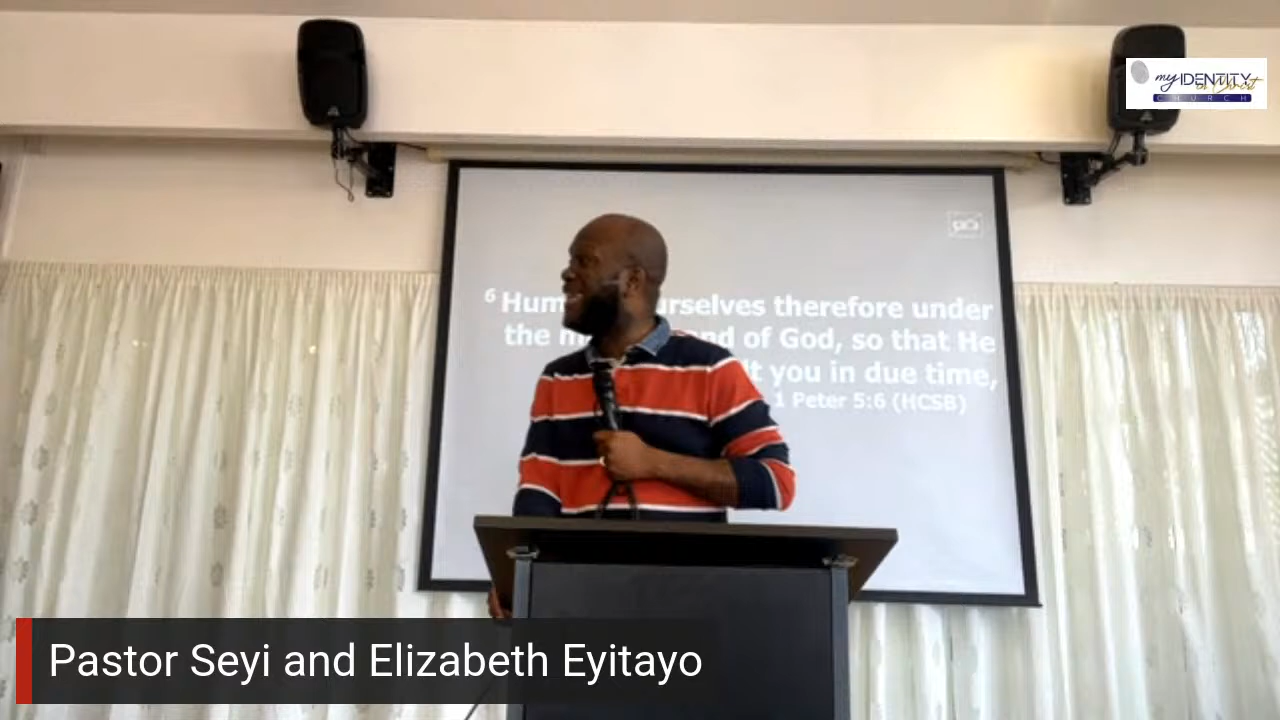 my IDENTITY
in Christ
CHURCH
6 Hum urselves therefore under
the m nd of God, so that He
lt you in due time,
1 Peter 5:6 (HCSB)
Pastor Seyi and Elizabeth Eyitayo